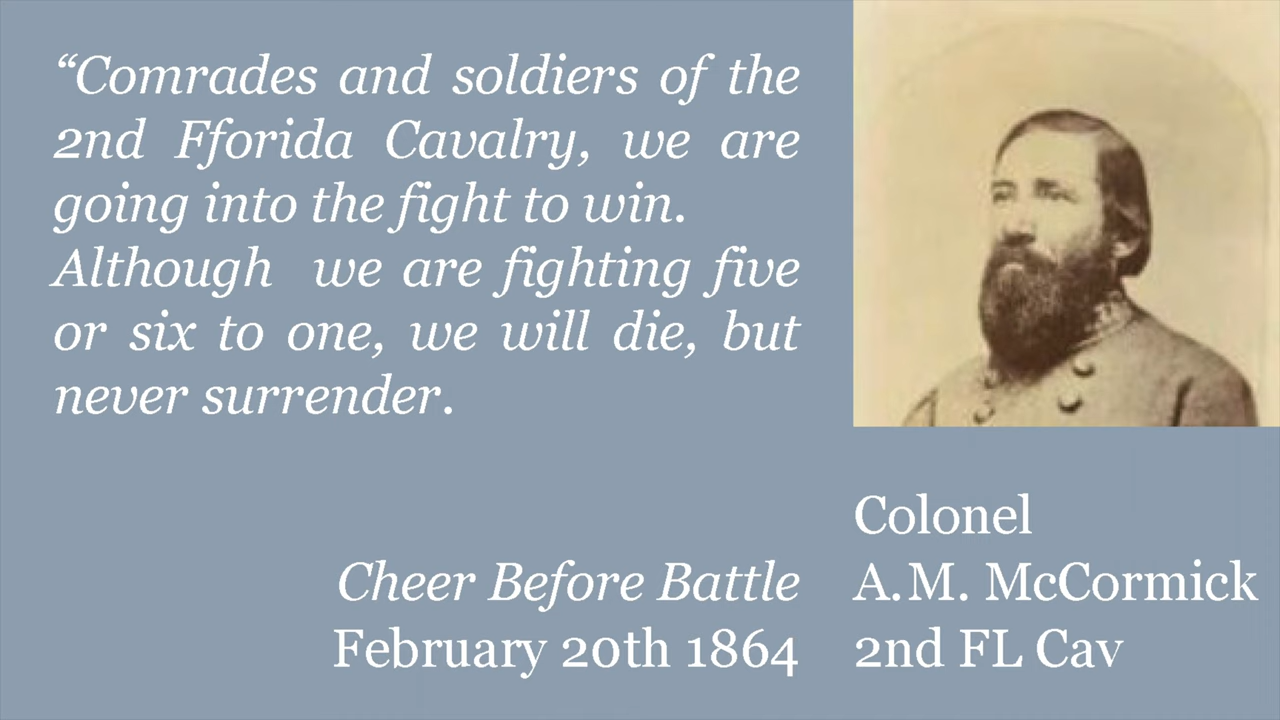 “Comrades and soldiers of the
2nd Fforida Cavalry, we are
going into the fight to win.
Although we are fighting five
or six to one, we will die, but
never surrender.
Cheer Before Battle
February 20th 1864
Colonel
A.M. McCormick
2nd FL Cav